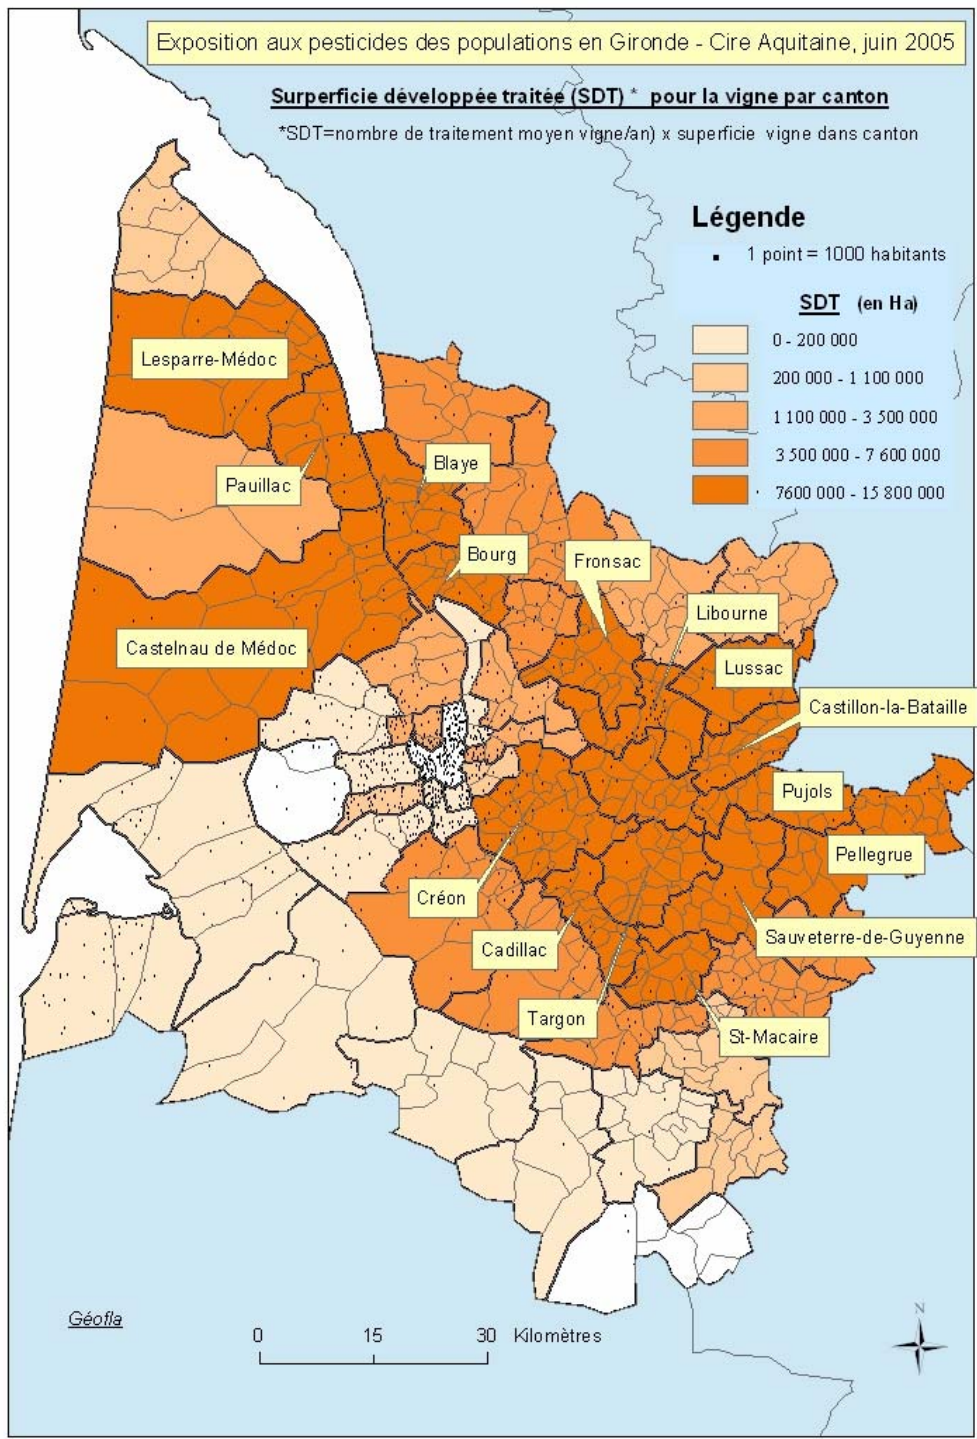 Exposition aux pesticides des populations en Gironde - Cire Aquitaine, juin 2005
Surperficie développée traitée (SDT) * pour la vigne par canton
*SDT=nombre de traitement moyen vigne/an) x superficie vigne dans canton
Légende
1 point = 1000 habitants
SDT (en Ha)
0 - 200 000
200 000 - 1 100 000
1 100 000 - 3 500 000
3 500 000 - 7 600 000
7600 000 - 15 800 000
Lesparre-Médoc
Blaye
Pauillac
Bourg
Fronsac
Libourne
Castelnau de Médoc
Lussac
Castillon-la-Bataille
Pujols
Pellegrue
Créon
Sauveterre-de-Guyenne
Cadillac
Targon
St-Macaire
Géofla
0 15 30 Kilomètres
N